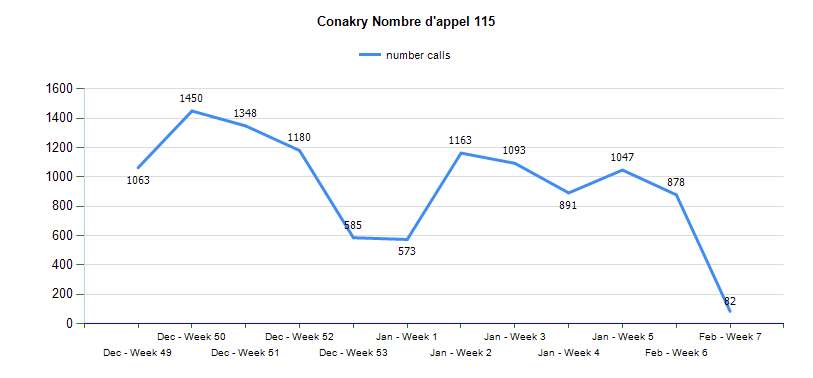 Conakry Nombre d'appel 115
number calls
1600
1400
1200
1000
800
600
400
200
0
1063
1450
1348
1180
585
573
1163
1093
891
1047
878
82
Dec - Week 49
Dec - Week 50
Dec - Week 51
Dec - Week 52
Dec - Week 53
Jan - Week 1
Jan - Week 2
Jan - Week 3
Jan - Week 4
Jan - Week 5
Feb - Week 6
Feb - Week 7